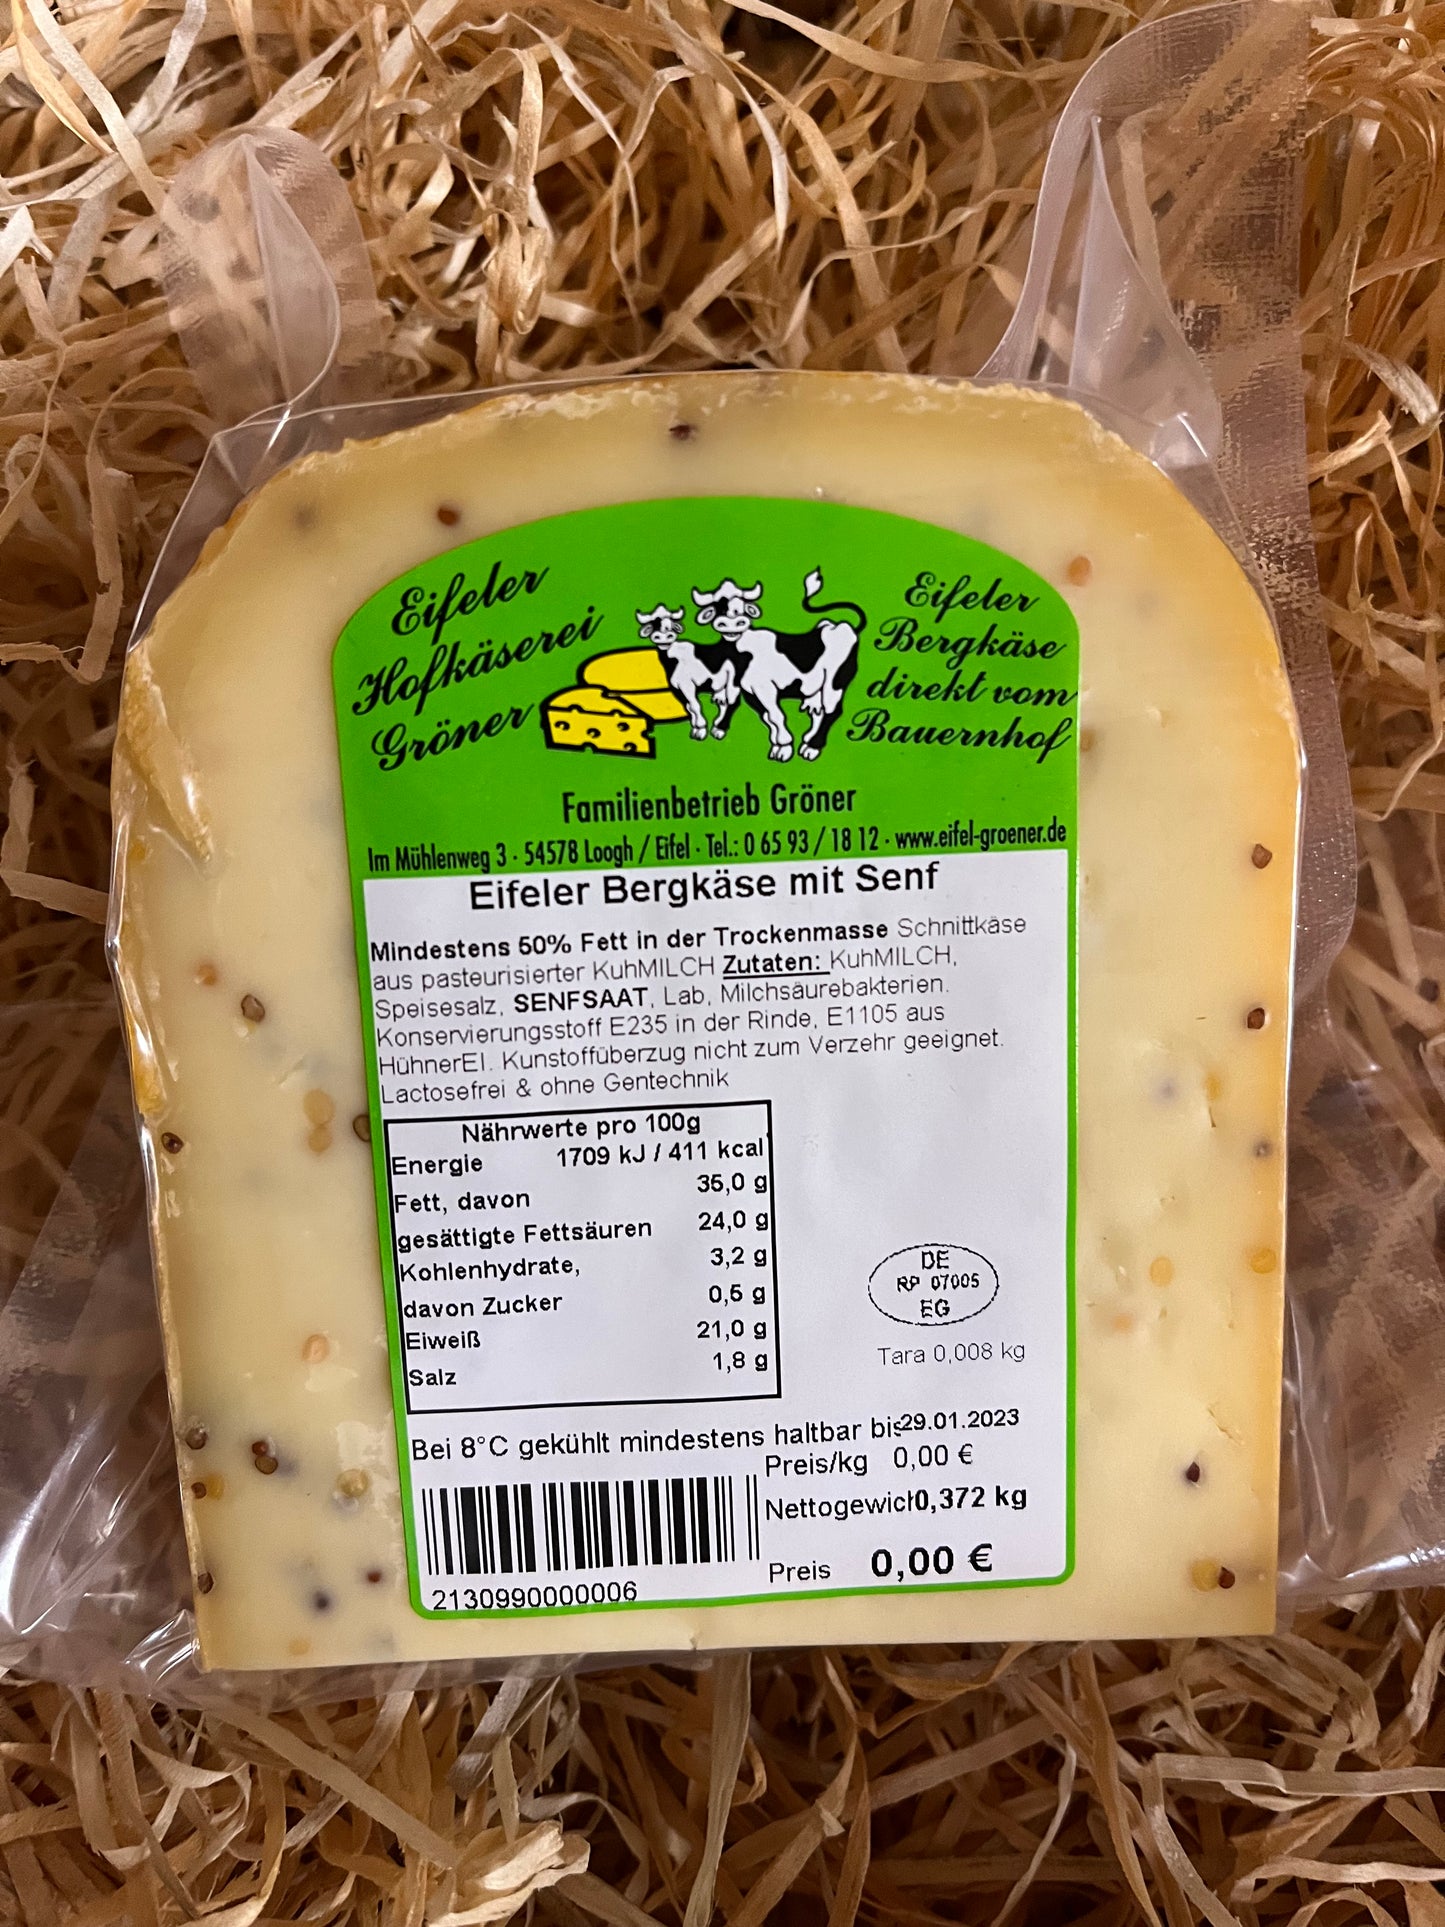 Eifeler
Hofkäserei
Gröner
Eifeler
Bergkäse
direkt vom
Bauernhof
Familienbetrieb Gröner
Im Mühlenweg 3 · 54578 Loogh / Eifel · Tel.: 0 65 93 / 18 12 · www.eifel-groener.de
Eifeler Bergkäse mit Senf
Mindestens 50% Fett in der Trockenmasse Schnittkäse
aus pasteurisierter KuhMILCH Zutaten: KuhMILCH,
Speisesalz, SENFSAAT, Lab, Milchsäurebakterien.
Konservierungsstoff E235 in der Rinde, E1105 aus
HühnerEI. Kunstoffüberzug nicht zum Verzehr geeignet.
Lactosefrei & ohne Gentechnik
Nährwerte pro 100g
Energie 1709 kJ / 411 kcal
Fett, davon 35,0 g
gesättigte Fettsäuren 24,0 g
Kohlenhydrate, 3,2 g
davon Zucker 0,5 g
Eiweiß 21,0 g
Salz 1,8 g
DE
RP 07005
EG
Tara 0,008 kg
Bei 8°C gekühlt mindestens haltbar bis 29.01.2023
Preis/kg 0,00 €
Nettogewicht 0,372 kg
Preis 0,00 €
2130990000006